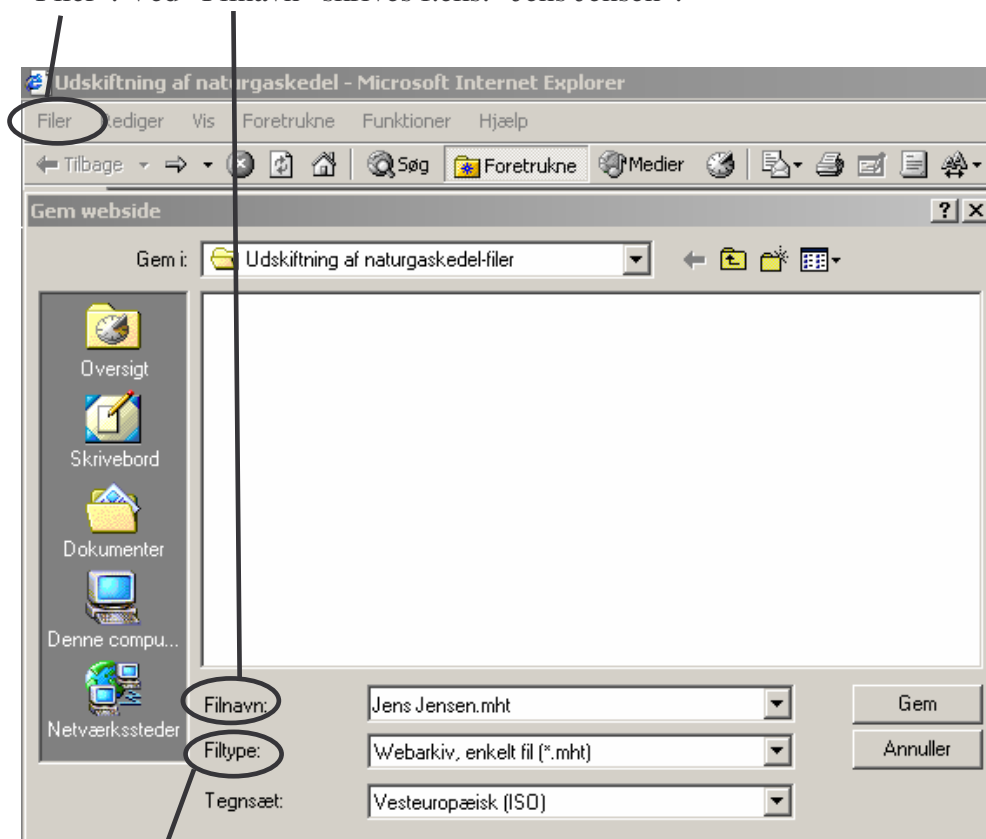 "Filer". Ved "Filnavn" skrives f.eks. "Jens Jensen".
Udskiftning af naturgaskedel - Microsoft Internet Explorer
Filer Rediger Vis Foretrukne Funktioner Hjælp
Tilbage Søg Foretrukne Medier
Gem webside
Gem i: Udskiftning af naturgaskedel-filer
Oversigt
Skrivebord
Dokumenter
Denne compu...
Netværkssteder
Filnavn: Jens Jensen.mht Gem
Filtype: Webarkiv, enkelt fil (*.mht) Annuller
Tegnsæt: Vesteuropæisk (ISO)